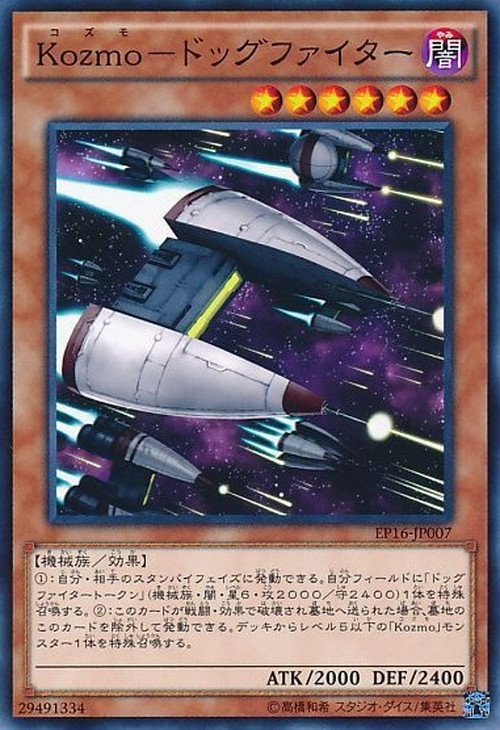 コズモ
Kozmo－ドッグファイター
やみ
闇
EP16-JP007
【機械族／効果】
①：自分・相手のスタンバイフェイズに発動できる。自分フィールドに「ドッグ
ファイタートークン」（機械族・闇・星6・攻2000／守2400）1体を特殊
召喚する。②：このカードが戦闘・効果で破壊され墓地へ送られた場合、墓地の
このカードを除外して発動できる。デッキからレベル５以下の「Kozmo」モン
スター１体を特殊召喚する。
ATK/2000 DEF/2400
29491334
©高橋和希 スタジオ・ダイス/集英社